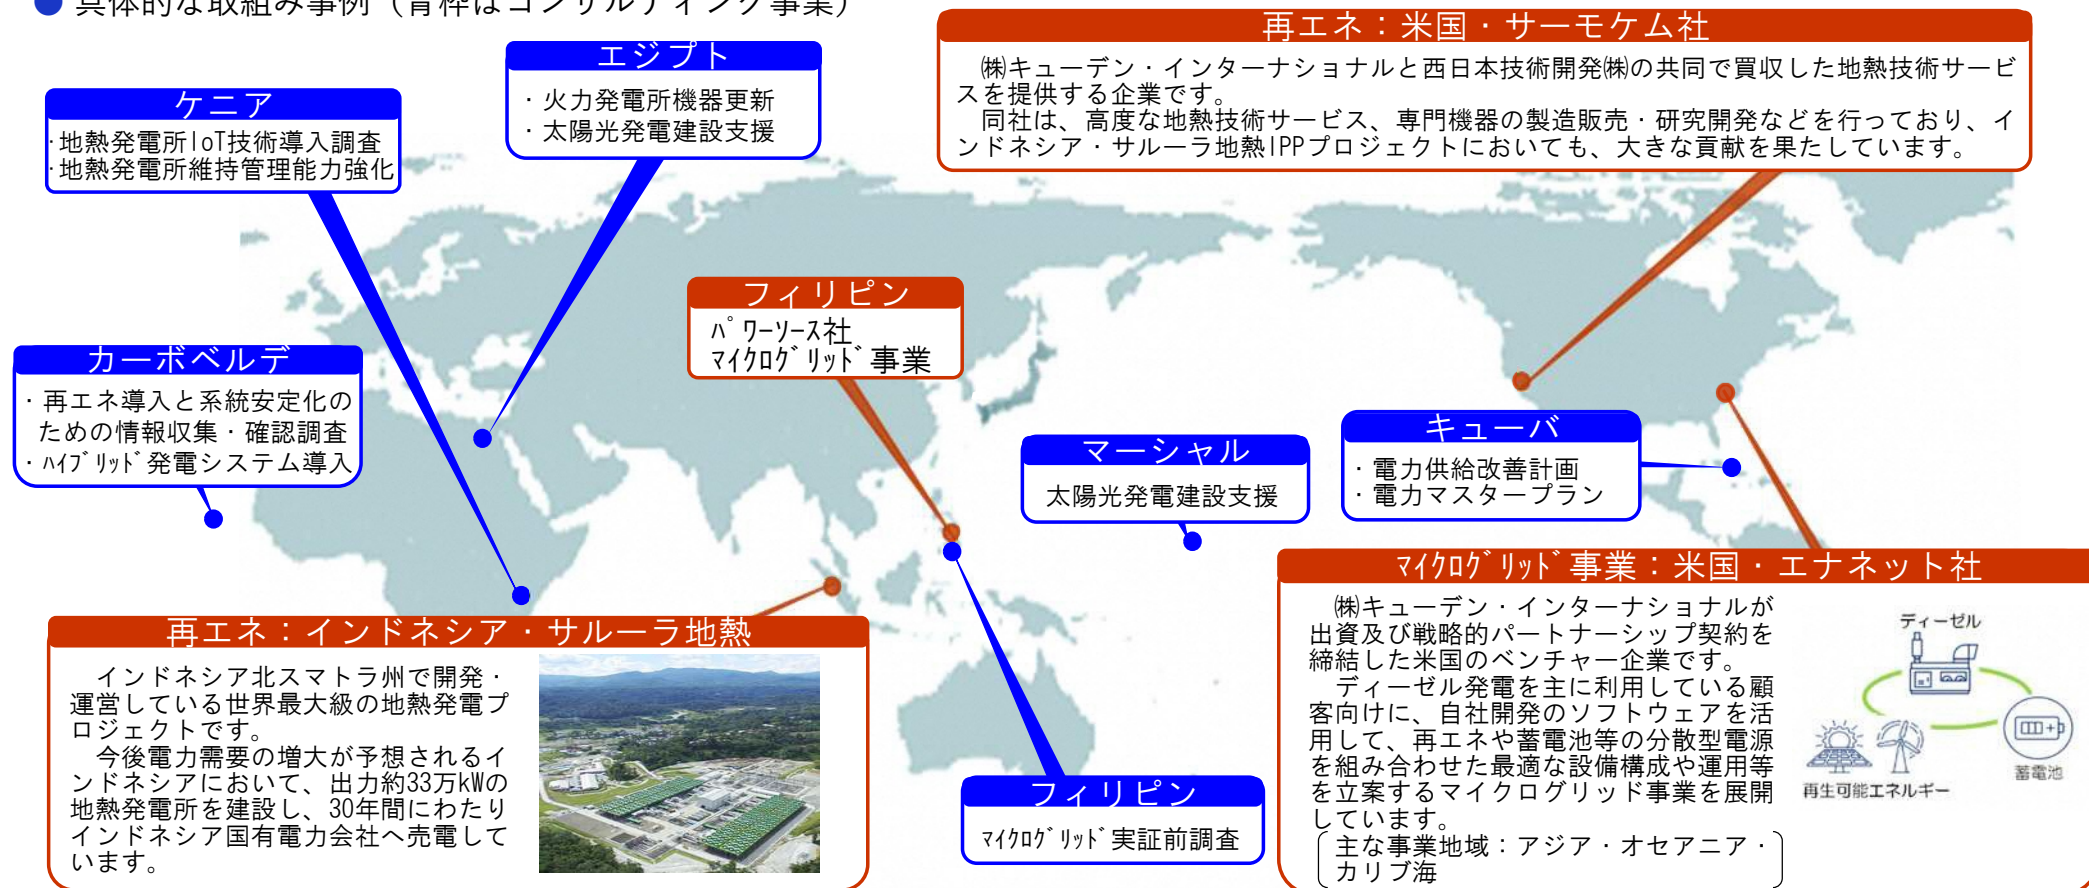 ● 具体的な取組み事例（青枠はコンサルティング事業）
再エネ：米国・サーモケム社
㈱キューデン・インターナショナルと西日本技術開発㈱の共同で買収した地熱技術サービ
スを提供する企業です。
同社は、高度な地熱技術サービス、専門機器の製造販売・研究開発などを行っており、イ
ンドネシア・サルーラ地熱IPPプロジェクトにおいても、大きな貢献を果たしています。
エジプト
・火力発電所機器更新
・太陽光発電建設支援
ケニア
・地熱発電所IoT技術導入調査
・地熱発電所維持管理能力強化
フィリピン
ﾊﾟﾜｰｿｰｽ社
ﾏｲｸﾛｸﾞﾘｯﾄﾞ事業
カーボベルデ
・再エネ導入と系統安定化の
ための情報収集・確認調査
・ﾊｲﾌﾞﾘｯﾄﾞ発電システム導入
マーシャル
太陽光発電建設支援
キューバ
・電力供給改善計画
・電力マスタープラン
再エネ：インドネシア・サルーラ地熱
インドネシア北スマトラ州で開発・
運営している世界最大級の地熱発電プ
ロジェクトです。
今後電力需要の増大が予想されるイ
ンドネシアにおいて、出力約33万kWの
地熱発電所を建設し、30年間にわたり
インドネシア国有電力会社へ売電して
います。
フィリピン
ﾏｲｸﾛｸﾞﾘｯﾄﾞ実証前調査
ﾏｲｸﾛｸﾞﾘｯﾄﾞ事業：米国・エナネット社
㈱キューデン・インターナショナルが
出資及び戦略的パートナーシップ契約を
締結した米国のベンチャー企業です。
ディーゼル発電を主に利用している顧
客向けに、自社開発のソフトウェアを活
用して、再エネや蓄電池等の分散型電源
を組み合わせた最適な設備構成や運用等
を立案するマイクログリッド事業を展開
しています。
主な事業地域：アジア・オセアニア・
カリブ海
ディーゼル
蓄電池
再生可能エネルギー